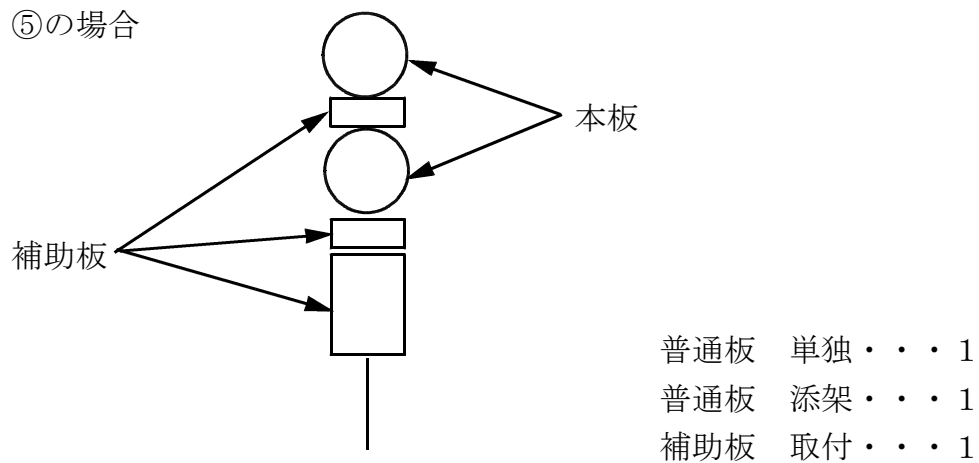 ⑤の場合
本板
補助板
普通板　単独・・・１
普通板　添架・・・１
補助板　取付・・・１